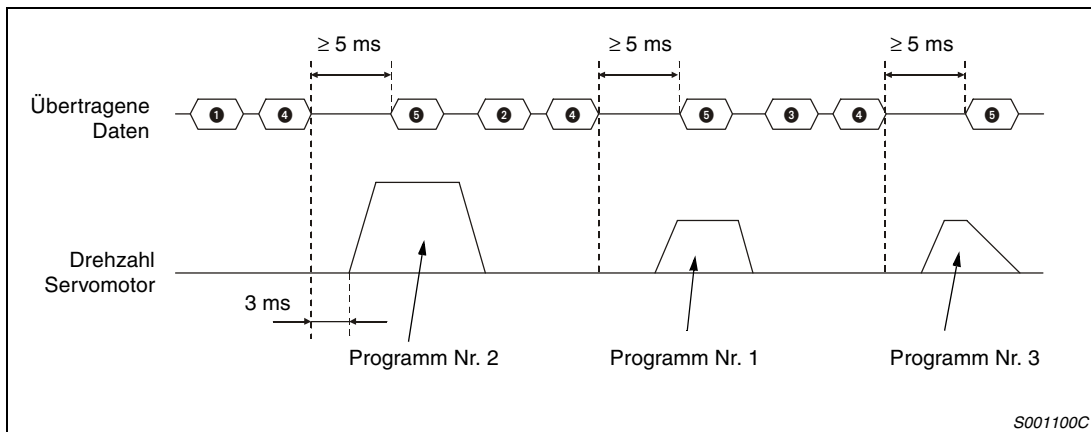 ≥ 5 ms ≥ 5 ms ≥ 5 ms
Übertragene
Daten
❶ ❹ ❺ ❷ ❹ ❺ ❸ ❹ ❺
Drehzahl
Servomotor
3 ms
Programm Nr. 2 Programm Nr. 1 Programm Nr. 3
S001100C